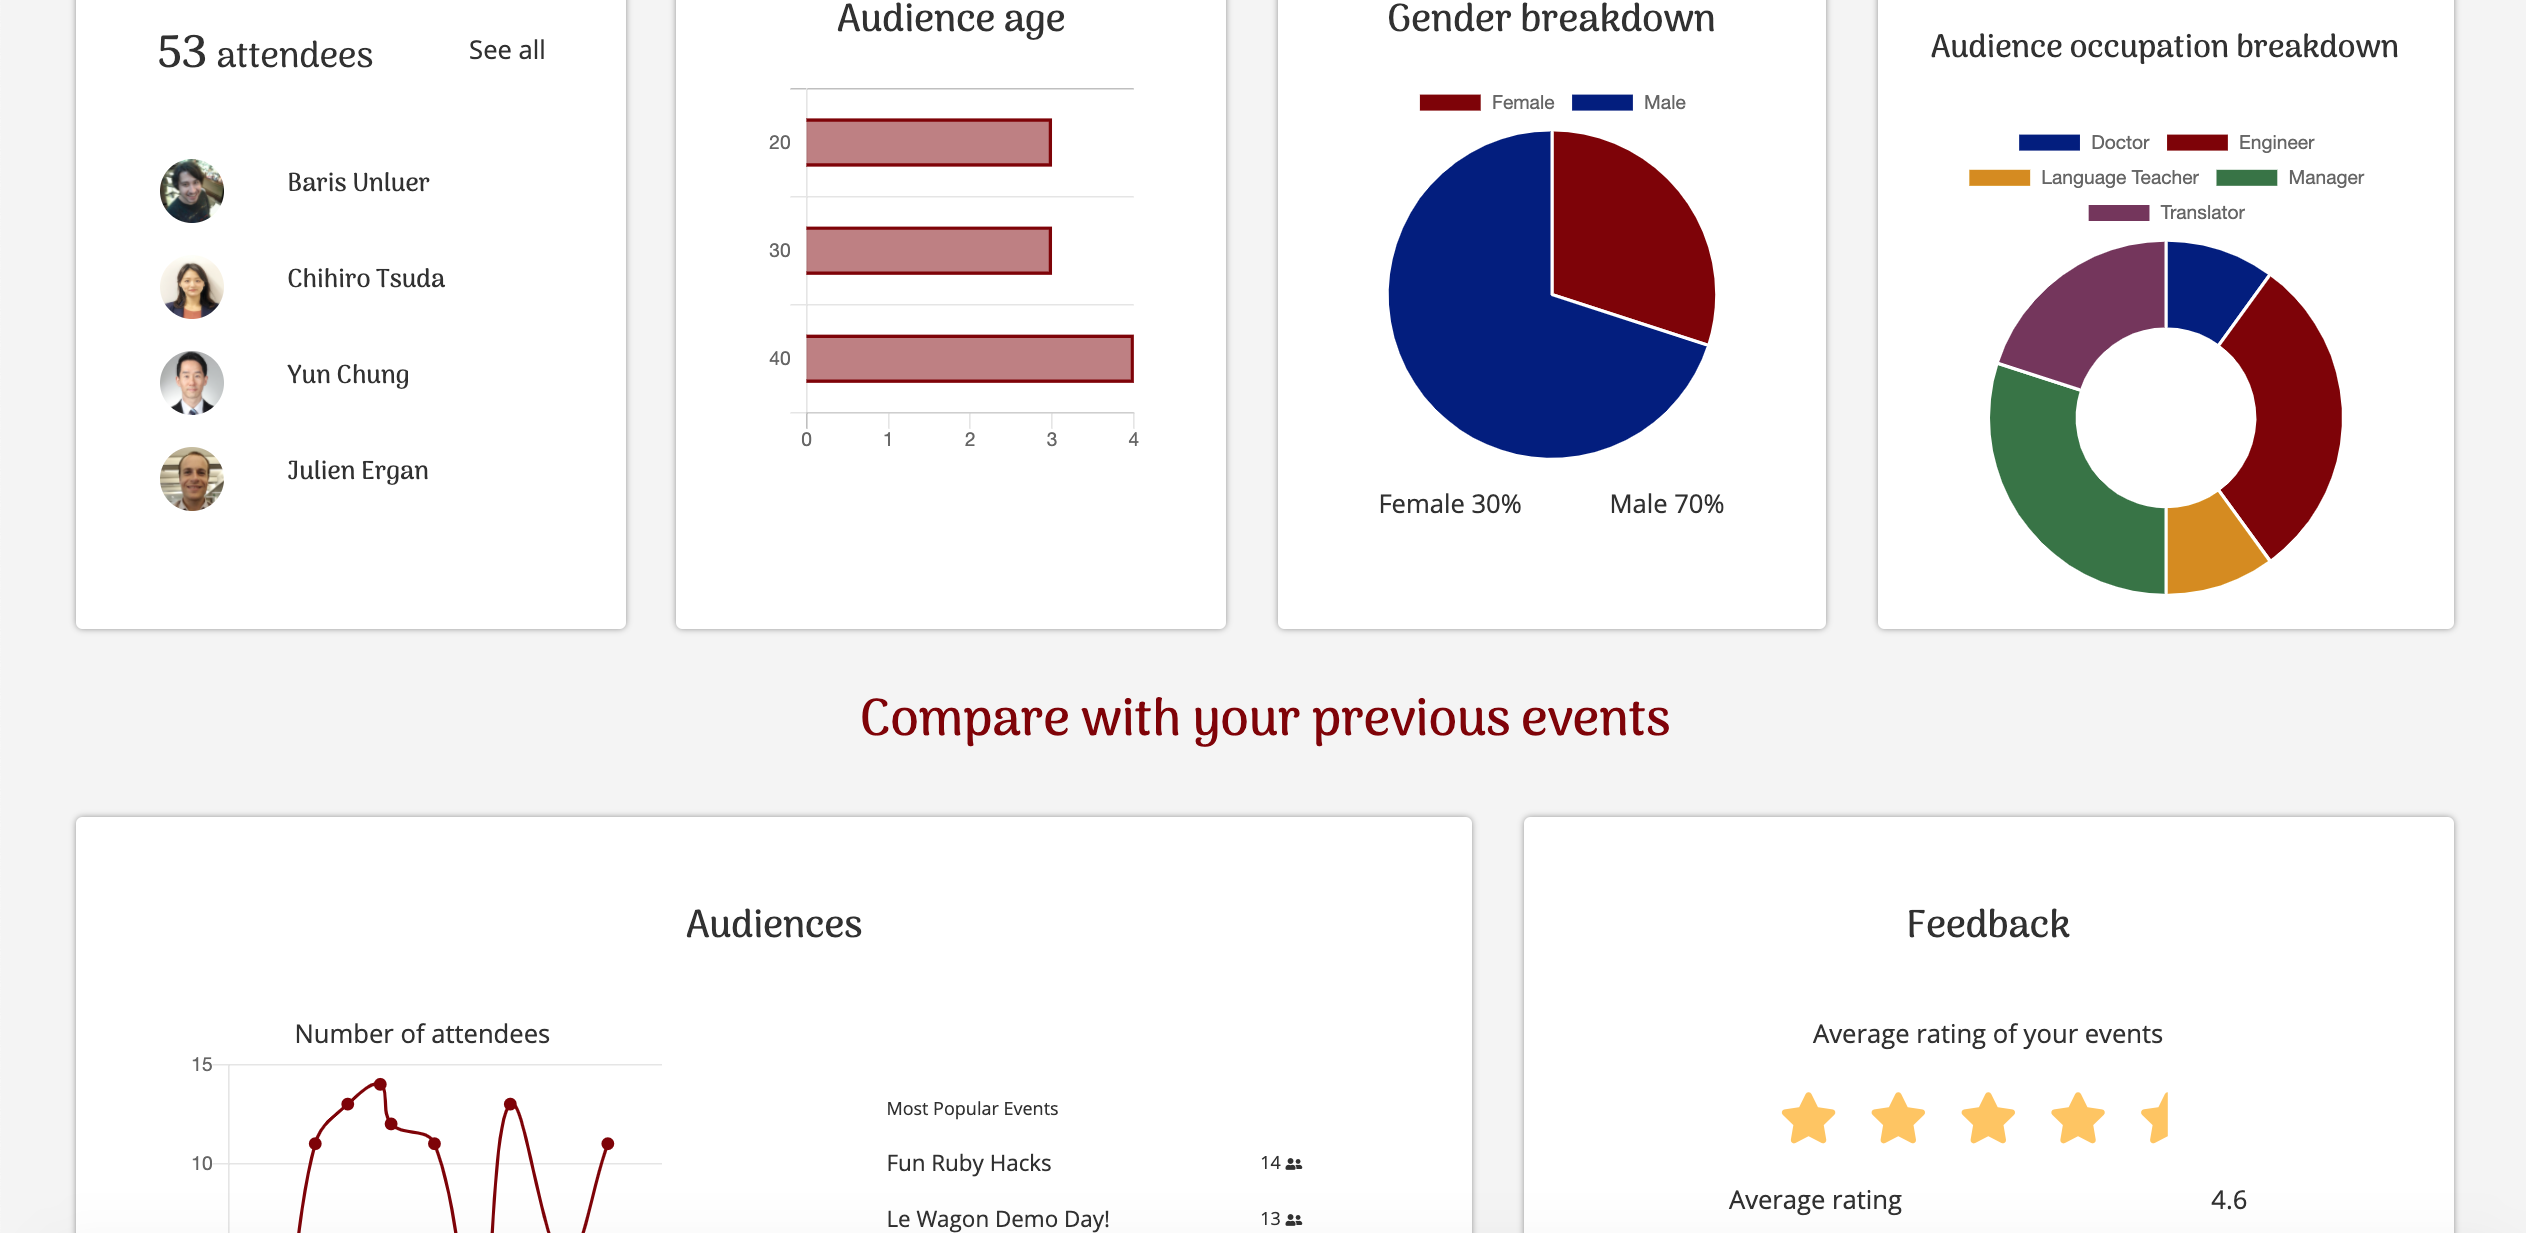 53 attendees
See all
Baris Unluer
Chihiro Tsuda
Yun Chung
Julien Ergan
Audience age
20
30
40
0 1 2 3 4
Gender breakdown
Female Male
Female 30% Male 70%
Audience occupation breakdown
Doctor Engineer
Language Teacher Manager
Translator
Compare with your previous events
Audiences
Number of attendees
15
10
Most Popular Events
Fun Ruby Hacks 14
Le Wagon Demo Day! 13
Feedback
Average rating of your events
Average rating 4.6